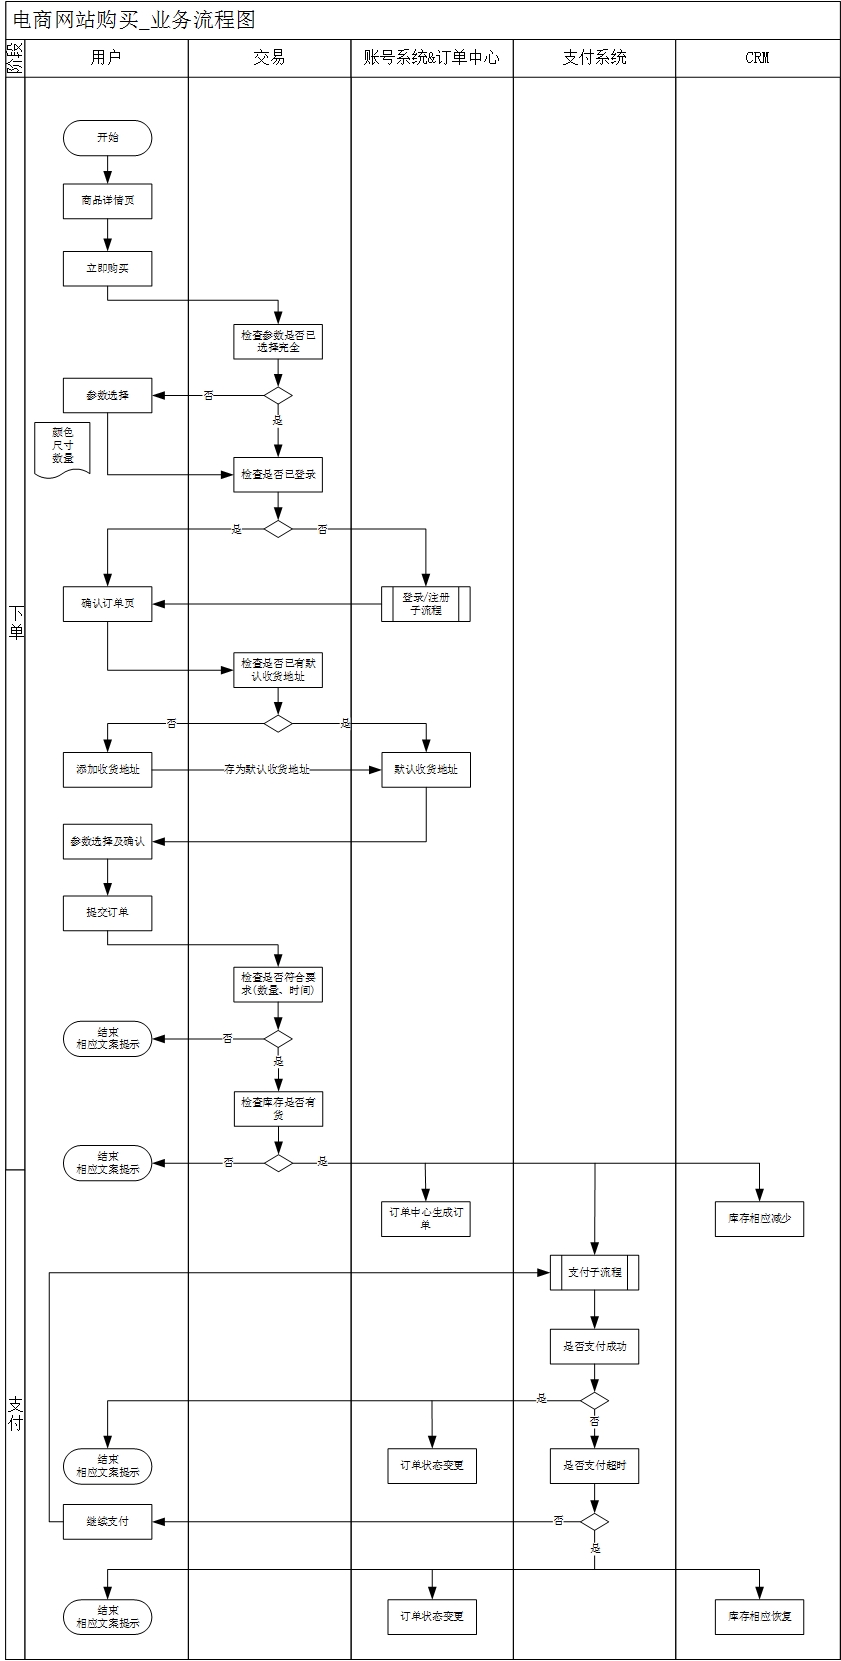 电商网站购买_业务流程图
阶段
用户
交易
账号系统&订单中心
支付系统
CRM
下单
开始
商品详情页
立即购买
检查参数是否已
选择完全
参数选择
否
是
颜色
尺寸
数量
检查是否已登录
是
否
确认订单页
登录/注册
子流程
检查是否已有默
认收货地址
否
是
添加收货地址
存为默认收货地址
默认收货地址
参数选择及确认
提交订单
检查是否符合要
求(数量、时间)
结束
相应文案提示
否
是
检查库存是否有
货
结束
相应文案提示
否
是
订单中心生成订
单
库存相应减少
支付
支付子流程
是否支付成功
是
否
结束
相应文案提示
订单状态变更
是否支付超时
继续支付
否
是
结束
相应文案提示
订单状态变更
库存相应恢复